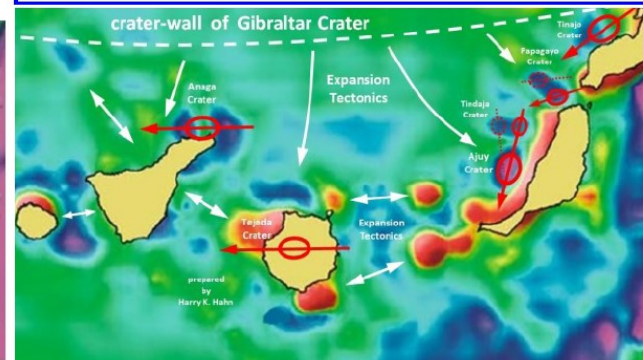 crater-wall of Gibraltar Crater
Tinajo
Crater
Papagayo
Crater
Anaga
Crater
Expansion
Tectonics
Tindaja
Crater
Ajuy
Crater
Tejada
Crater
Expansion
Tectonics
prepared
by
Harry K. Hahn